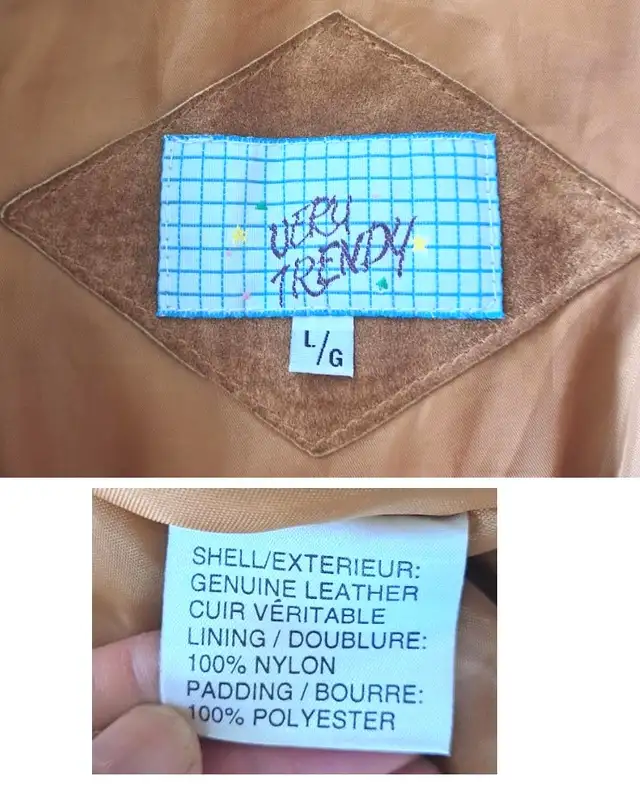 VERY
TRENDY
L/G
SHELL/EXTERIEUR:
GENUINE LEATHER
CUIR VÉRITABLE
LINING / DOUBLURE:
100% NYLON
PADDING / BOURRE:
100% POLYESTER